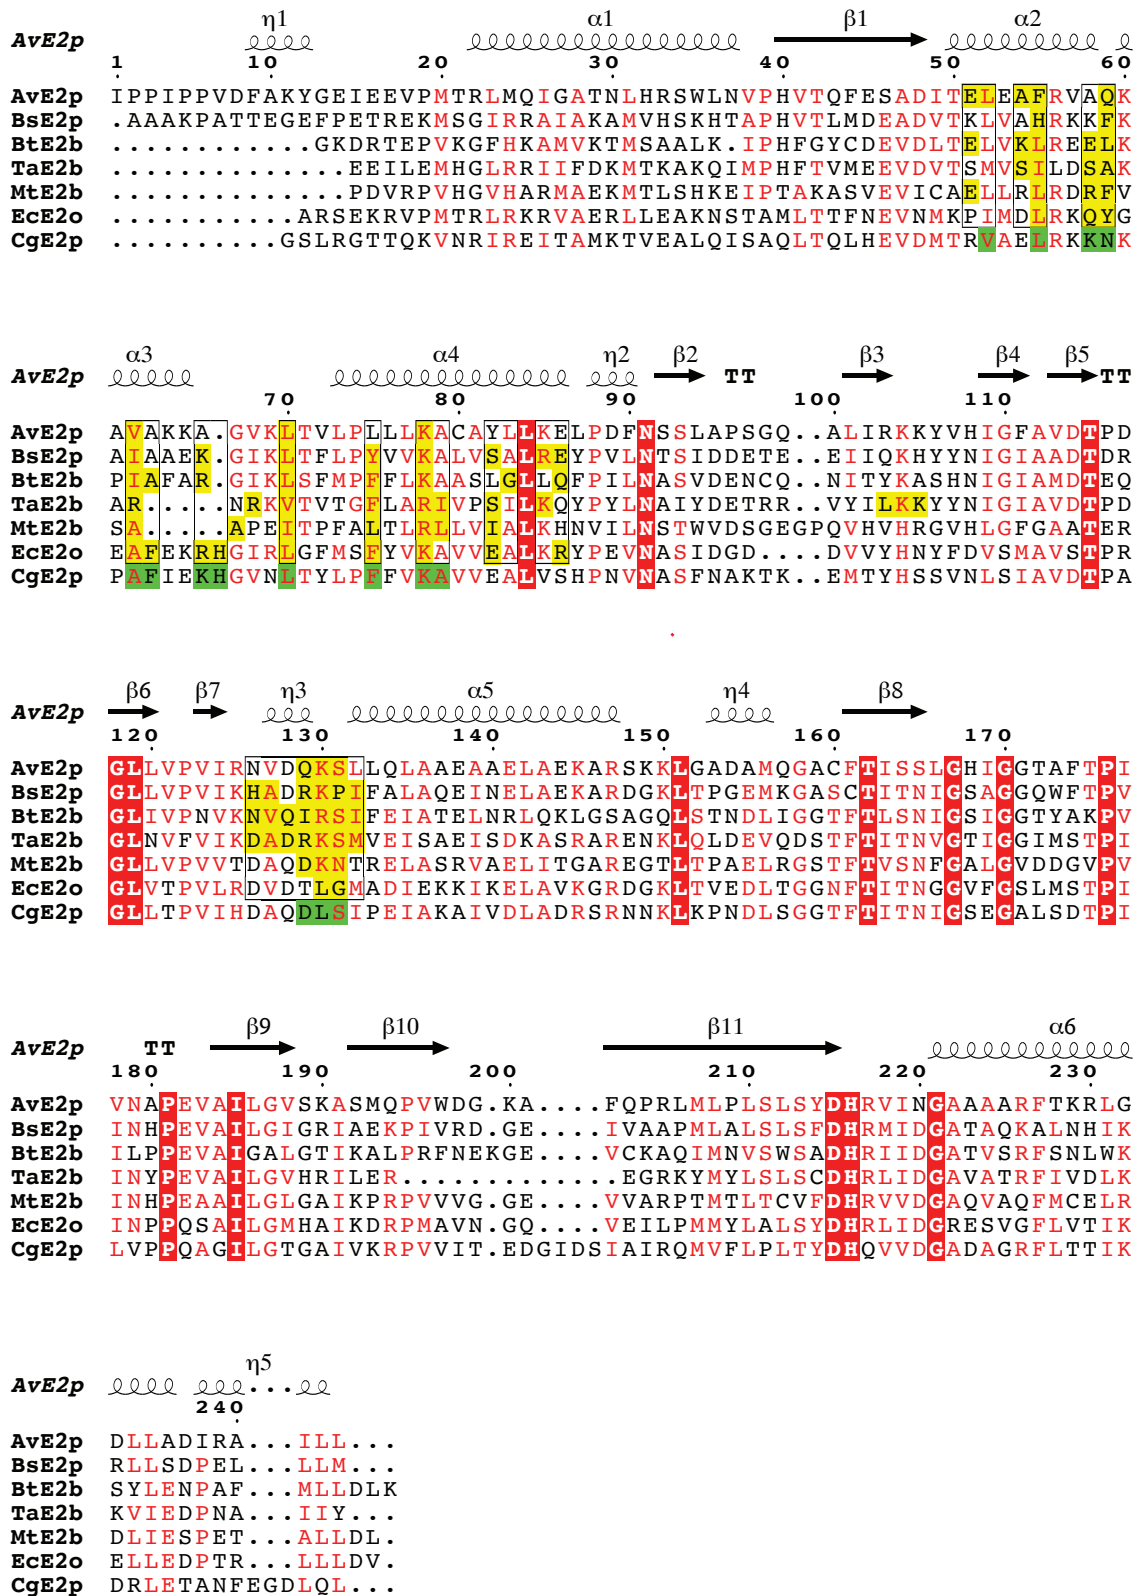 η1 α1 β1 α2
AvE2p
1 10 20 30 40 50 60
AvE2p IPPIPPVDFAKYGEIEEVPMTRLMQIGATNLHRSWLNVPHVTQFESADITELEAFRVAQK
BsE2p .AAAKPATTEGEFPETREKMSGIRRAIAKAMVHSKHTAPHVTLMDEADVTKLVAHRKKFK
BtE2b ............GKDRTEPVKGFHKAMVKTMSAALK.IPHFGYCDEVDLTELVKLREELK
TaE2b ..............EEILEMHGLRRIIFDKMTKAKQIMPHFTVMEEVDVTSMVSILDSAK
MtE2b ..............PDVRPVHGVHARMAEKMTLSHKEIPTAKASVEVICAELLRLRDRFV
EcE2o ...........ARSEKRVPMTRLRKRVAERLLEAKNSTAMLTTFNEVNMKPIMDLRKQYG
CgE2p ..........GSLRGTTQKVNRIREITAMKTVEALQISAQLTQLHEVDMTRVAELRKKNK
α3 α4 η2 β2 β3 β4 β5
AvE2p TT TT
70 80 90 100 110
AvE2p AVAKKA.GVKLTVLPLLLKACAYLLKELPDFNSSLAPSGQ..ALIRKKYVHIGFAVDTPD
BsE2p AIAAEK.GIKLTFLPYVVKALVSALREYPVLNTSIDDETE..EIIQKHYYNIGIAADTDR
BtE2b PIAFAR.GIKLSFMPFFLKAASLGLLQFPILNASVDENCQ..NITYKASHNIGIAMDTEQ
TaE2b AR.....NRKVTVTGFLARIVPSILKQYPYLNAIYDETRR..VYILKKYYNIGIAVDTPD
MtE2b SA.....APEITPFALTLRLLVIALKHNVILNSTWVDSGEGPQVHVHRGVHLGFGAATER
EcE2o EAFEKRHGIRLGFMSFYVKAVVEALKRYPEVNASIDGD....DVVYHNYFDVSMAVSTPR
CgE2p PAFIEKHGVNLTYLPFFVKAVVEALVSHPNVNASFNAKTK..EMTYHSSVNLSIAVDTPA
β6 β7 η3 α5 η4 β8
AvE2p
120 130 140 150 160 170
AvE2p GLLVPVIRNVDQKSLLQLAAEAAELAEKARSKKLGADAMQGACFTISSLGHIGGTAFTPI
BsE2p GLLVPVIKHADRKPIFALAQEINELAEKARDGKLTPGEMKGASCTITNIGSAGGQWFTPV
BtE2b GLIVPNVKNVQIRSIFEIATELNRLQKLGSAGQLSTNDLIGGTFTLSNIGSIGGTYAKPV
TaE2b GLNVFVIKDADRKSMVEISAEISDKASRARENKLQLDEVQDSTFTITNVGTIGGIMSTPI
MtE2b GLLVPVVTDAQDKNTRELASRVAELITGAREGTLTPAELRGSTFTVSNFGALGVDDGVPV
EcE2o GLVTPVLRDVDTLGMADIEKKIKELAVKGRDGKLTVEDLTGGNFTITNGGVFGSLMSTPI
CgE2p GLLTPVIHDAQDLSIPEIAKAIVDLADRSRNNKLKPNDLSGGTFTITNIGSEGALSDTPI
β9 β10 β11 α6
AvE2p TT
180 190 200 210 220 230
AvE2p VNAPEVAILGVSKASMQPVWDG.KA....FQPRLMLPLSLSYDHRVINGAAAARFTKRLG
BsE2p INHPEVAILGIGRIAEKPIVRD.GE....IVAAPMLALSLSFDHRMIDGATAQKALNHIK
BtE2b ILPPEVAIGALGTIKALPRFNEKGE....VCKAQIMNVSWSADHRIIDGATVSRFSNLWK
TaE2b INYPEVAILGVHRILER.............EGRKYMYLSLSCDHRLIDGAVATRFIVDLK
MtE2b INHPEAAILGLGAIKPRPVVVG.GE....VVARPTMTLTCVFDHRVVDGAQVAQFMCELR
EcE2o INPPQSAILGMHAIKDRPMAVN.GQ....VEILPMMYLALSYDHRLIDGRESVGFLVTIK
CgE2p LVPPQAGILGTGAIVKRPVVIT.EDGIDSIAIRQMVFLPLTYDHQVVDGADAGRFLTTIK
η5
AvE2p ...
240
AvE2p DLLADIRA...ILL...
BsE2p RLLSDPEL...LLM...
BtE2b SYLENPAF...MLLDLK
TaE2b KVIEDPNA...IIY...
MtE2b DLIESPET...ALLDL.
EcE2o ELLEDPTR...LLLDV.
CgE2p DRLETANFEGDLQL...